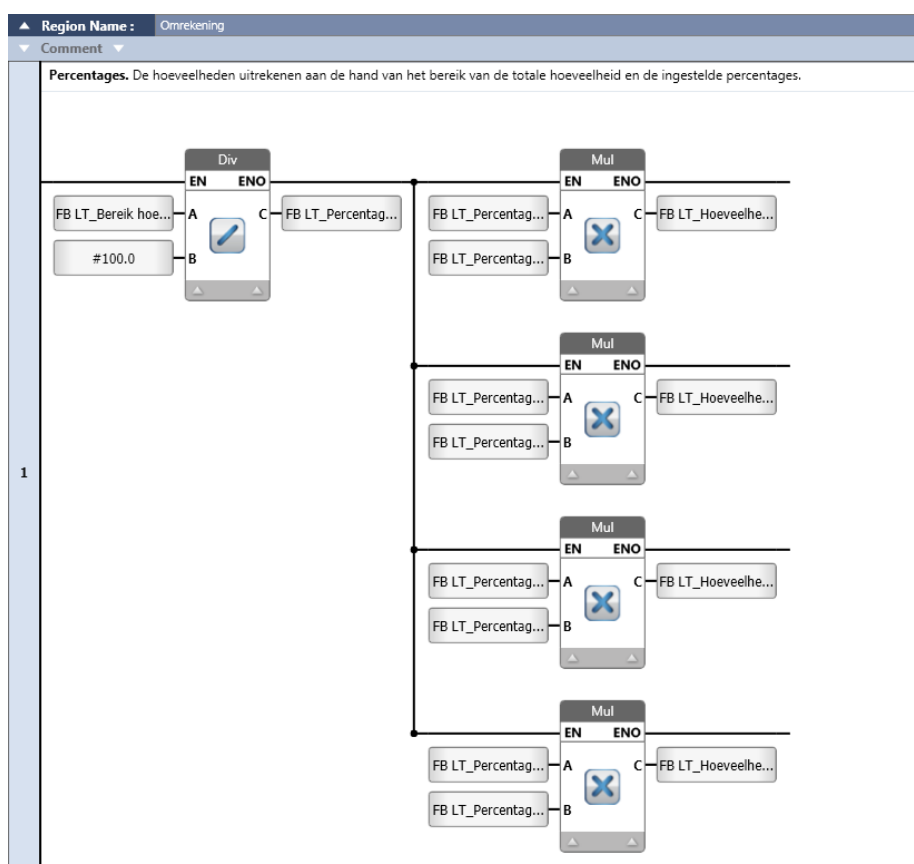 Region Name : Omrekening
Comment
Percentages. De hoeveelheden uitrekenen aan de hand van het bereik van de totale hoeveelheid en de ingestelde percentages.
Div
EN ENO
FB LT_Bereik hoe... A C FB LT_Percentag...
#100.0 B
Mul
EN ENO
FB LT_Percentag... A C FB LT_Hoeveelhe...
FB LT_Percentag... B
Mul
EN ENO
FB LT_Percentag... A C FB LT_Hoeveelhe...
FB LT_Percentag... B
1
Mul
EN ENO
FB LT_Percentag... A C FB LT_Hoeveelhe...
FB LT_Percentag... B
Mul
EN ENO
FB LT_Percentag... A C FB LT_Hoeveelhe...
FB LT_Percentag... B